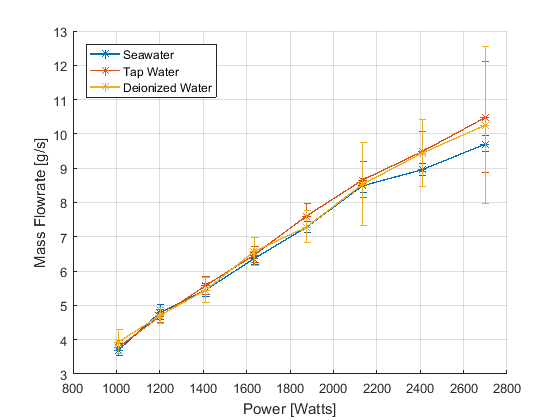 13
12
11
10
9
8
7
6
5
4
3
Seawater
Tap Water
Deionized Water
Mass Flowrate [g/s]
800 1000 1200 1400 1600 1800 2000 2200 2400 2600 2800
Power [Watts]